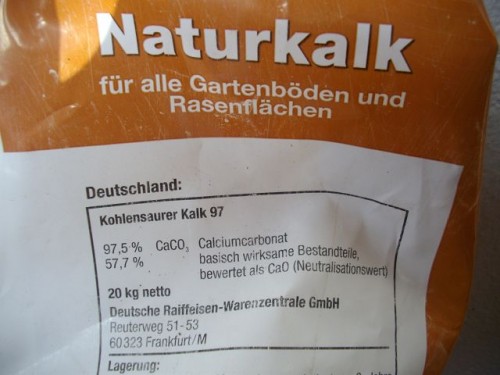 Naturkalk
für alle Gartenböden und
Rasenflächen
Deutschland:
Kohlensaurer Kalk 97
97,5 % CaCO₃ Calciumcarbonat
57,7 % basisch wirksame Bestandteile,
bewertet als CaO (Neutralisationswert)
20 kg netto
Deutsche Raiffeisen-Warenzentrale GmbH
Reuterweg 51-53
60323 Frankfurt/M
Lagerung: